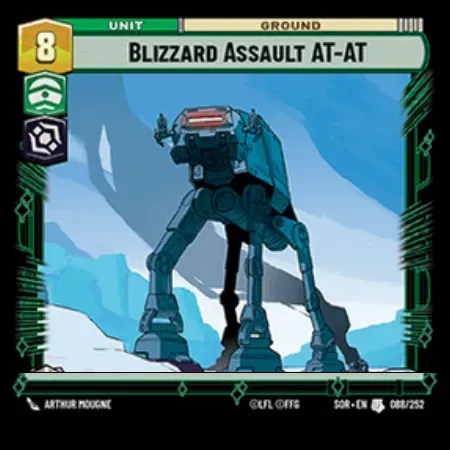 UNIT
GROUND
8
BLIZZARD ASSAULT AT-AT
ARTHUR MOUGNE
©LFL ©FFG
SOR • EN
088/252